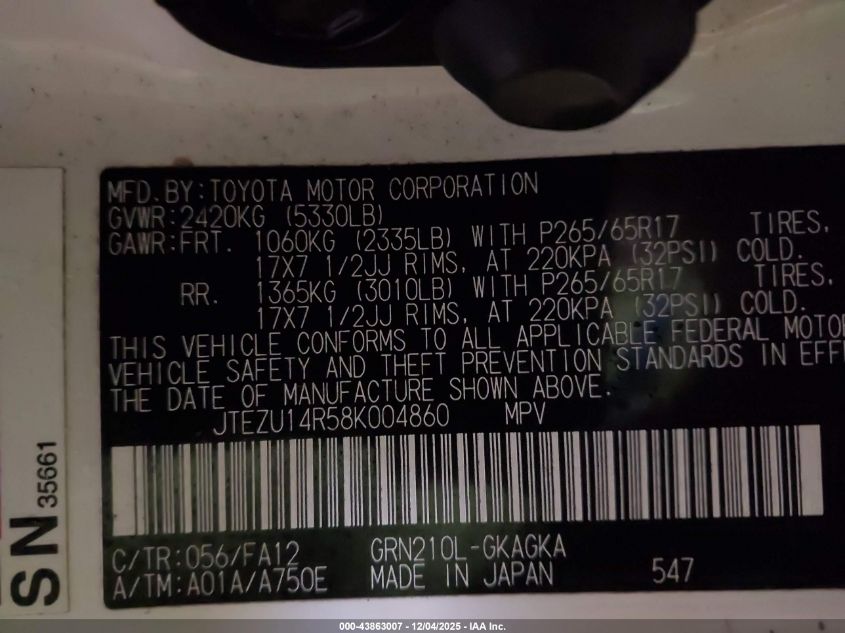 MFD.BY:TOYOTA MOTOR CORPORATION
GVWR:2420KG (5330LB)
GAWR:FRT. 1060KG (2335LB) WITH P265/65R17 TIRES,
17X7 1/2JJ RIMS, AT 220KPA (32PSI) COLD.
RR. 1365KG (3010LB) WITH P265/65R17 TIRES,
17X7 1/2JJ RIMS, AT 220KPA (32PSI) COLD.
THIS VEHICLE CONFORMS TO ALL APPLICABLE FEDERAL MOTO
VEHICLE SAFETY AND THEFT PREVENTION STANDARDS IN EFF
THE DATE OF MANUFACTURE SHOWN ABOVE.
JTEZU14R58K004860 MPV
C/TR:056/FA12 GRN210L-GKAGKA
A/TM:A01A/A750E MADE IN JAPAN 547
SN 35661
000-43863007 - 12/04/2025 - IAA Inc.